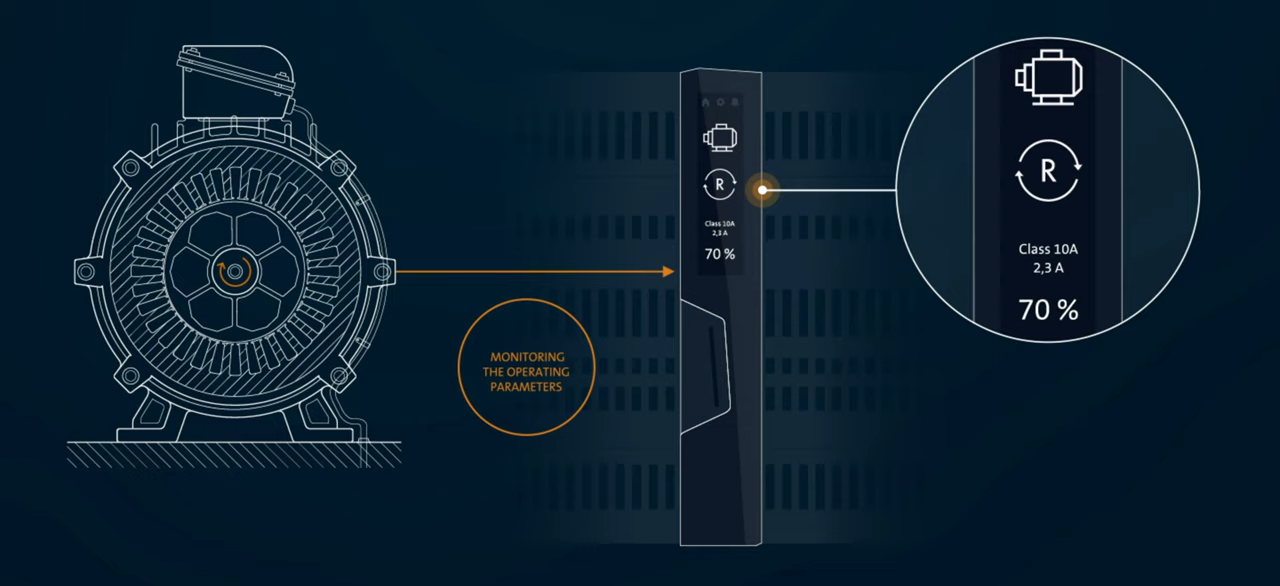 MONITORING
THE OPERATING
PARAMETERS
R
Class 10A
2,3 A
70 %
R
Class 10A
2,3 A
70 %